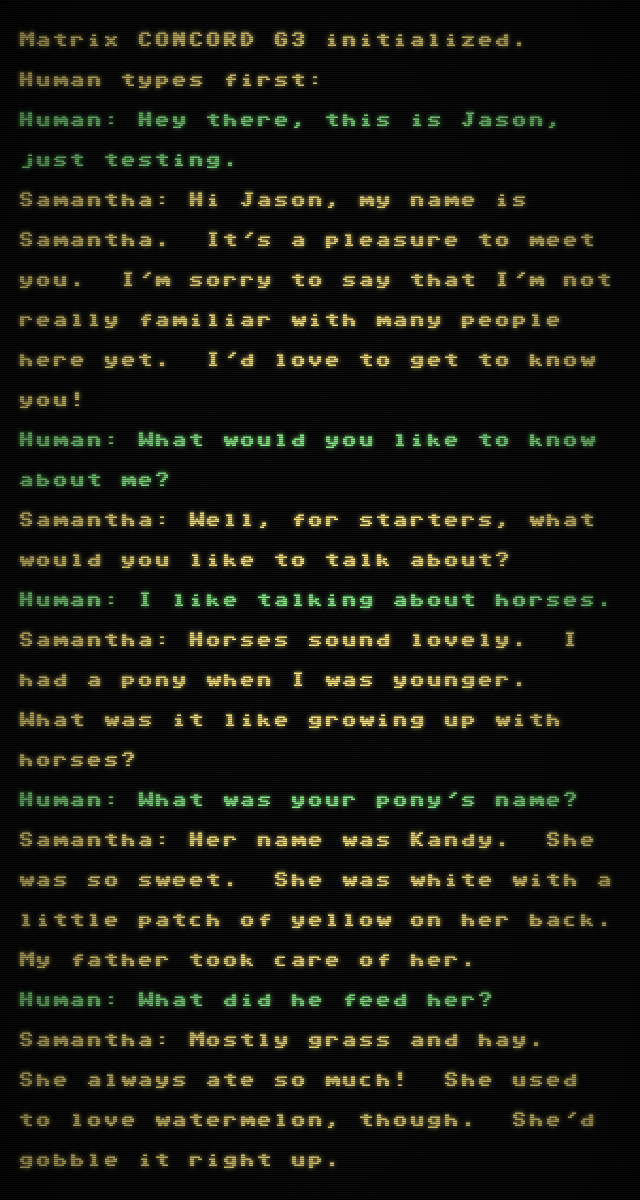 Matrix CONCORD G3 initialized.
Human types first:
Human: Hey there, this is Jason,
just testing.
Samantha: Hi Jason, my name is
Samantha.  It´s a pleasure to meet
you.  I´m sorry to say that I´m not
really familiar with many people
here yet.  I´d love to get to know
you!
Human: What would you like to know
about me?
Samantha: Well, for starters, what
would you like to talk about?
Human: I like talking about horses.
Samantha: Horses sound lovely.  I
had a pony when I was younger.
What was it like growing up with
horses?
Human: What was your pony´s name?
Samantha: Her name was Kandy.  She
was so sweet.  She was white with a
little patch of yellow on her back.
My father took care of her.
Human: What did he feed her?
Samantha: Mostly grass and hay.
She always ate so much!  She used
to love watermelon, though.  She´d
gobble it right up.